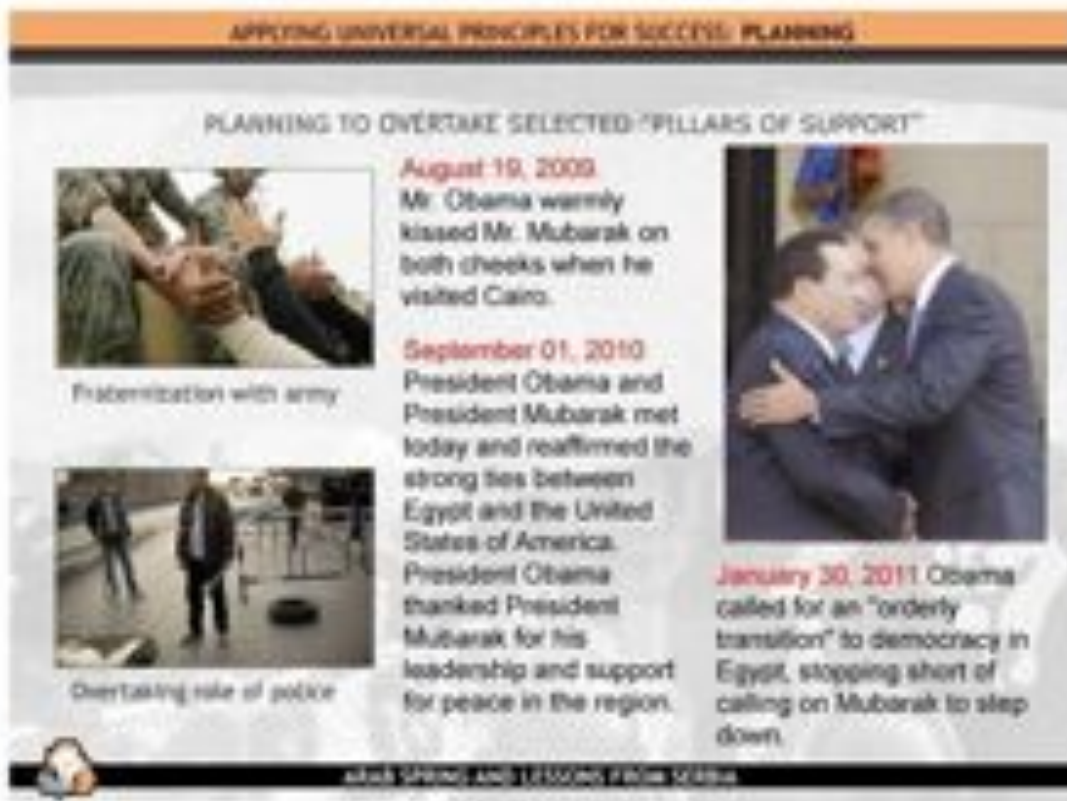 APPLYING UNIVERSAL PRINCIPLES FOR SUCCESS: PLANNING
PLANNING TO OVERTAKE SELECTED "PILLARS OF SUPPORT"
Fraternization with army
Overtaking role of police
August 19, 2009.
Mr. Obama warmly
kissed Mr. Mubarak on
both cheeks when he
visited Cairo.
September 01, 2010
President Obama and
President Mubarak met
today and reaffirmed the
strong ties between
Egypt and the United
States of America.
President Obama
thanked President
Mubarak for his
leadership and support
for peace in the region.
January 30, 2011 Obama
called for an "orderly
transition" to democracy in
Egypt, stopping short of
calling on Mubarak to step
down.
ARAB SPRING AND LESSONS FROM SERBIA